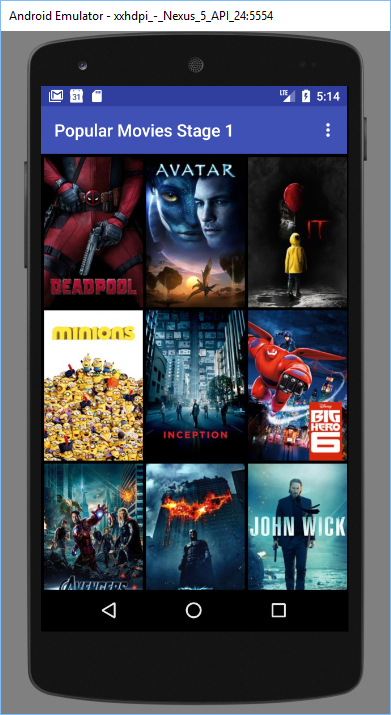 Android Emulator - xxhdpi_-_Nexus_5_API_24:5554
31
LTE
5:14
Popular Movies Stage 1
DEADPOOL
AVATAR
IT
MINIONS
INCEPTION
Disney
BIG
HERO
6
AVENGERS
JOHN WICK